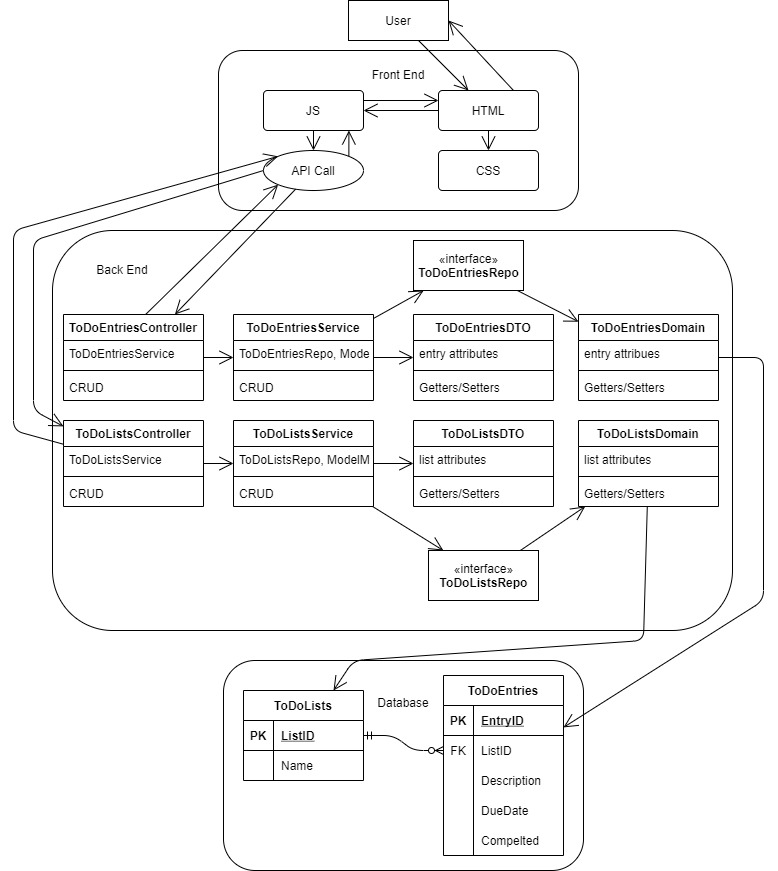 User
Front End
JS
HTML
API Call
CSS
Back End
«interface»
ToDoEntriesRepo
ToDoEntriesController
ToDoEntriesService
CRUD
ToDoEntriesService
ToDoEntriesRepo, Mode
CRUD
ToDoEntriesDTO
entry attributes
Getters/Setters
ToDoEntriesDomain
entry attribues
Getters/Setters
ToDoListsController
ToDoListsService
CRUD
ToDoListsService
ToDoListsRepo, ModelM
CRUD
ToDoListsDTO
list attributes
Getters/Setters
ToDoListsDomain
list attributes
Getters/Setters
«interface»
ToDoListsRepo
Database
ToDoLists
PK ListID
Name
ToDoEntries
PK EntryID
FK ListID
Description
DueDate
Compelted